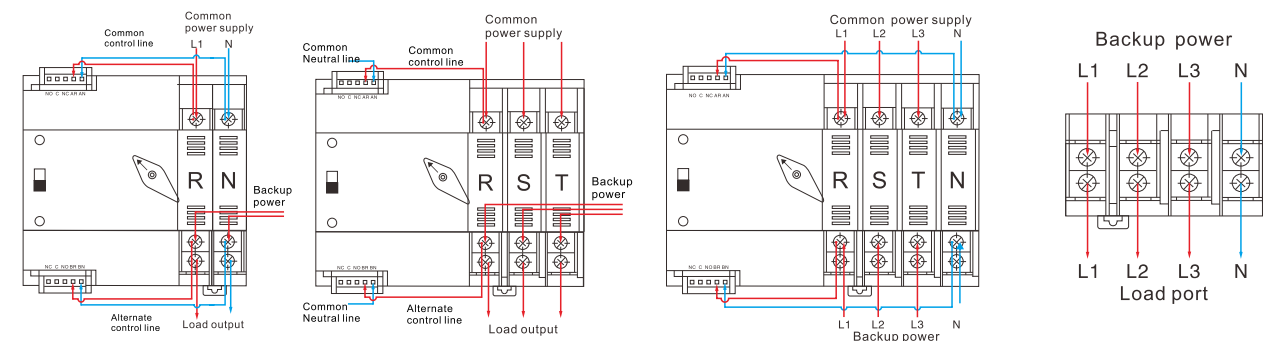 Common
power supply
L1 N
Common
control line
NO C NC AR AN
R N
Backup
power
NC C NO BR BN
Alternate
control line
Load output
Common
power supply
Common
Neutral line
Common
control line
NO C NC AR AN
R S T
Backup
power
NC C NO BR BN
Common
Neutral line
Alternate
control line
Load output
Common power supply
L1 L2 L3 N
NO C NC AR AN
R S T N
NC C NO BR BN
L1 L2 L3 N
Backup power
Backup power
L1 L2 L3 N
L1 L2 L3 N
Load port